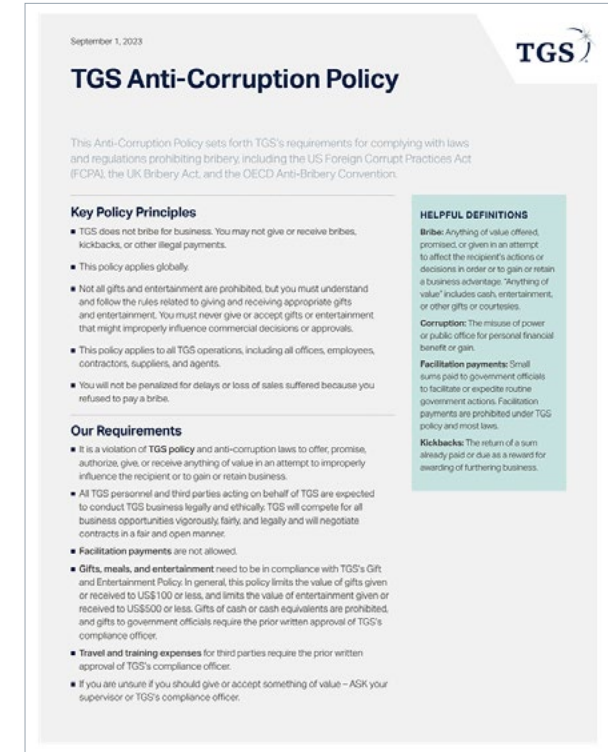 September 1, 2023
TGS
TGS Anti-Corruption Policy
This Anti-Corruption Policy sets forth TGS's requirements for complying with laws
and regulations prohibiting bribery, including the US Foreign Corrupt Practices Act
(FCPA), the UK Bribery Act, and the OECD Anti-Bribery Convention.
Key Policy Principles
■ TGS does not bribe for business. You may not give or receive bribes,
kickbacks, or other illegal payments.
■ This policy applies globally.
■ Not all gifts and entertainment are prohibited, but you must understand
and follow the rules related to giving and receiving appropriate gifts
and entertainment. You must never give or accept gifts or entertainment
that might improperly influence commercial decisions or approvals.
■ This policy applies to all TGS operations, including all offices, employees,
contractors, suppliers, and agents.
■ You will not be penalized for delays or loss of sales suffered because you
refused to pay a bribe.
Our Requirements
■ It is a violation of TGS policy and anti-corruption laws to offer, promise,
authorize, give, or receive anything of value in an attempt to improperly
influence the recipient or to gain or retain business.
■ All TGS personnel and third parties acting on behalf of TGS are expected
to conduct TGS business legally and ethically. TGS will compete for all
business opportunities vigorously, fairly, and legally and will negotiate
contracts in a fair and open manner.
■ Facilitation payments are not allowed.
■ Gifts, meals, and entertainment need to be in compliance with TGS's Gift
and Entertainment Policy. In general, this policy limits the value of gifts given
or received to US$100 or less, and limits the value of entertainment given or
received to US$500 or less. Gifts of cash or cash equivalents are prohibited,
and gifts to government officials require the prior written approval of TGS's
compliance officer.
■ Travel and training expenses for third parties require the prior written
approval of TGS's compliance officer.
■ If you are unsure if you should give or accept something of value – ASK your
supervisor or TGS's compliance officer.
HELPFUL DEFINITIONS
Bribe: Anything of value offered,
promised, or given in an attempt
to affect the recipient's actions or
decisions in order to or to gain or retain
a business advantage. "Anything of
value" includes cash, entertainment,
or other gifts or courtesies.
Corruption: The misuse of power
or public office for personal financial
benefit or gain.
Facilitation payments: Small
sums paid to government officials
to facilitate or expedite routine
government actions. Facilitation
payments are prohibited under TGS
policy and most laws.
Kickbacks: The return of a sum
already paid or due as a reward for
awarding of furthering business.